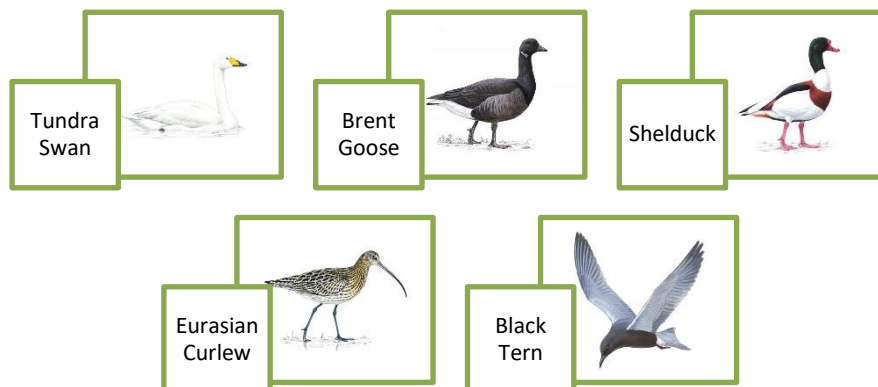 Tundra
Swan
Brent
Goose
Shelduck
Eurasian
Curlew
Black
Tern